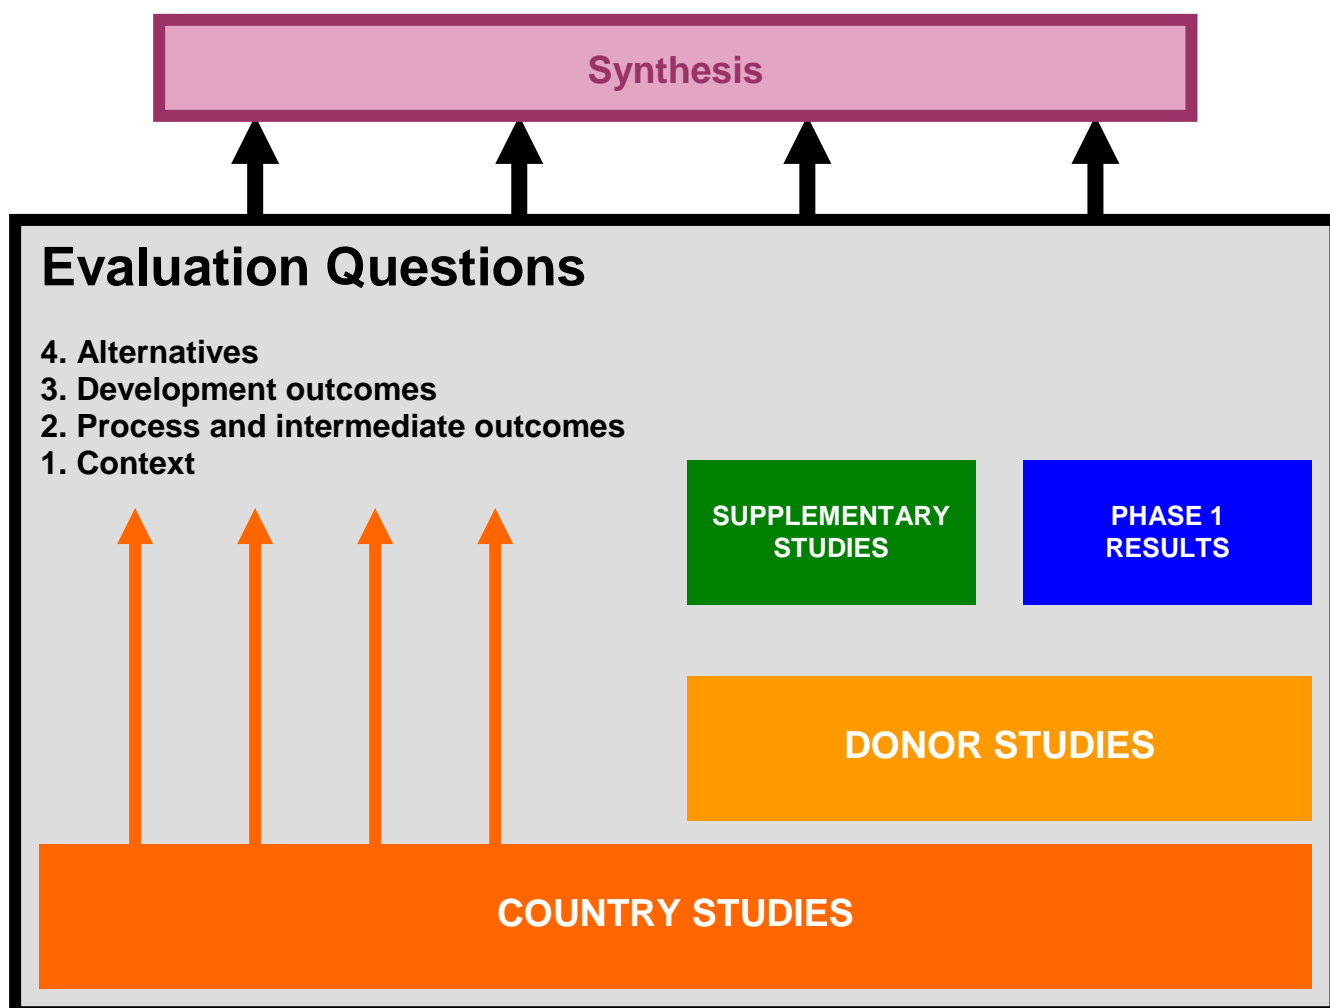 Synthesis
Evaluation Questions
4. Alternatives
3. Development outcomes
2. Process and intermediate outcomes
1. Context
SUPPLEMENTARY
STUDIES
PHASE 1
RESULTS
DONOR STUDIES
COUNTRY STUDIES